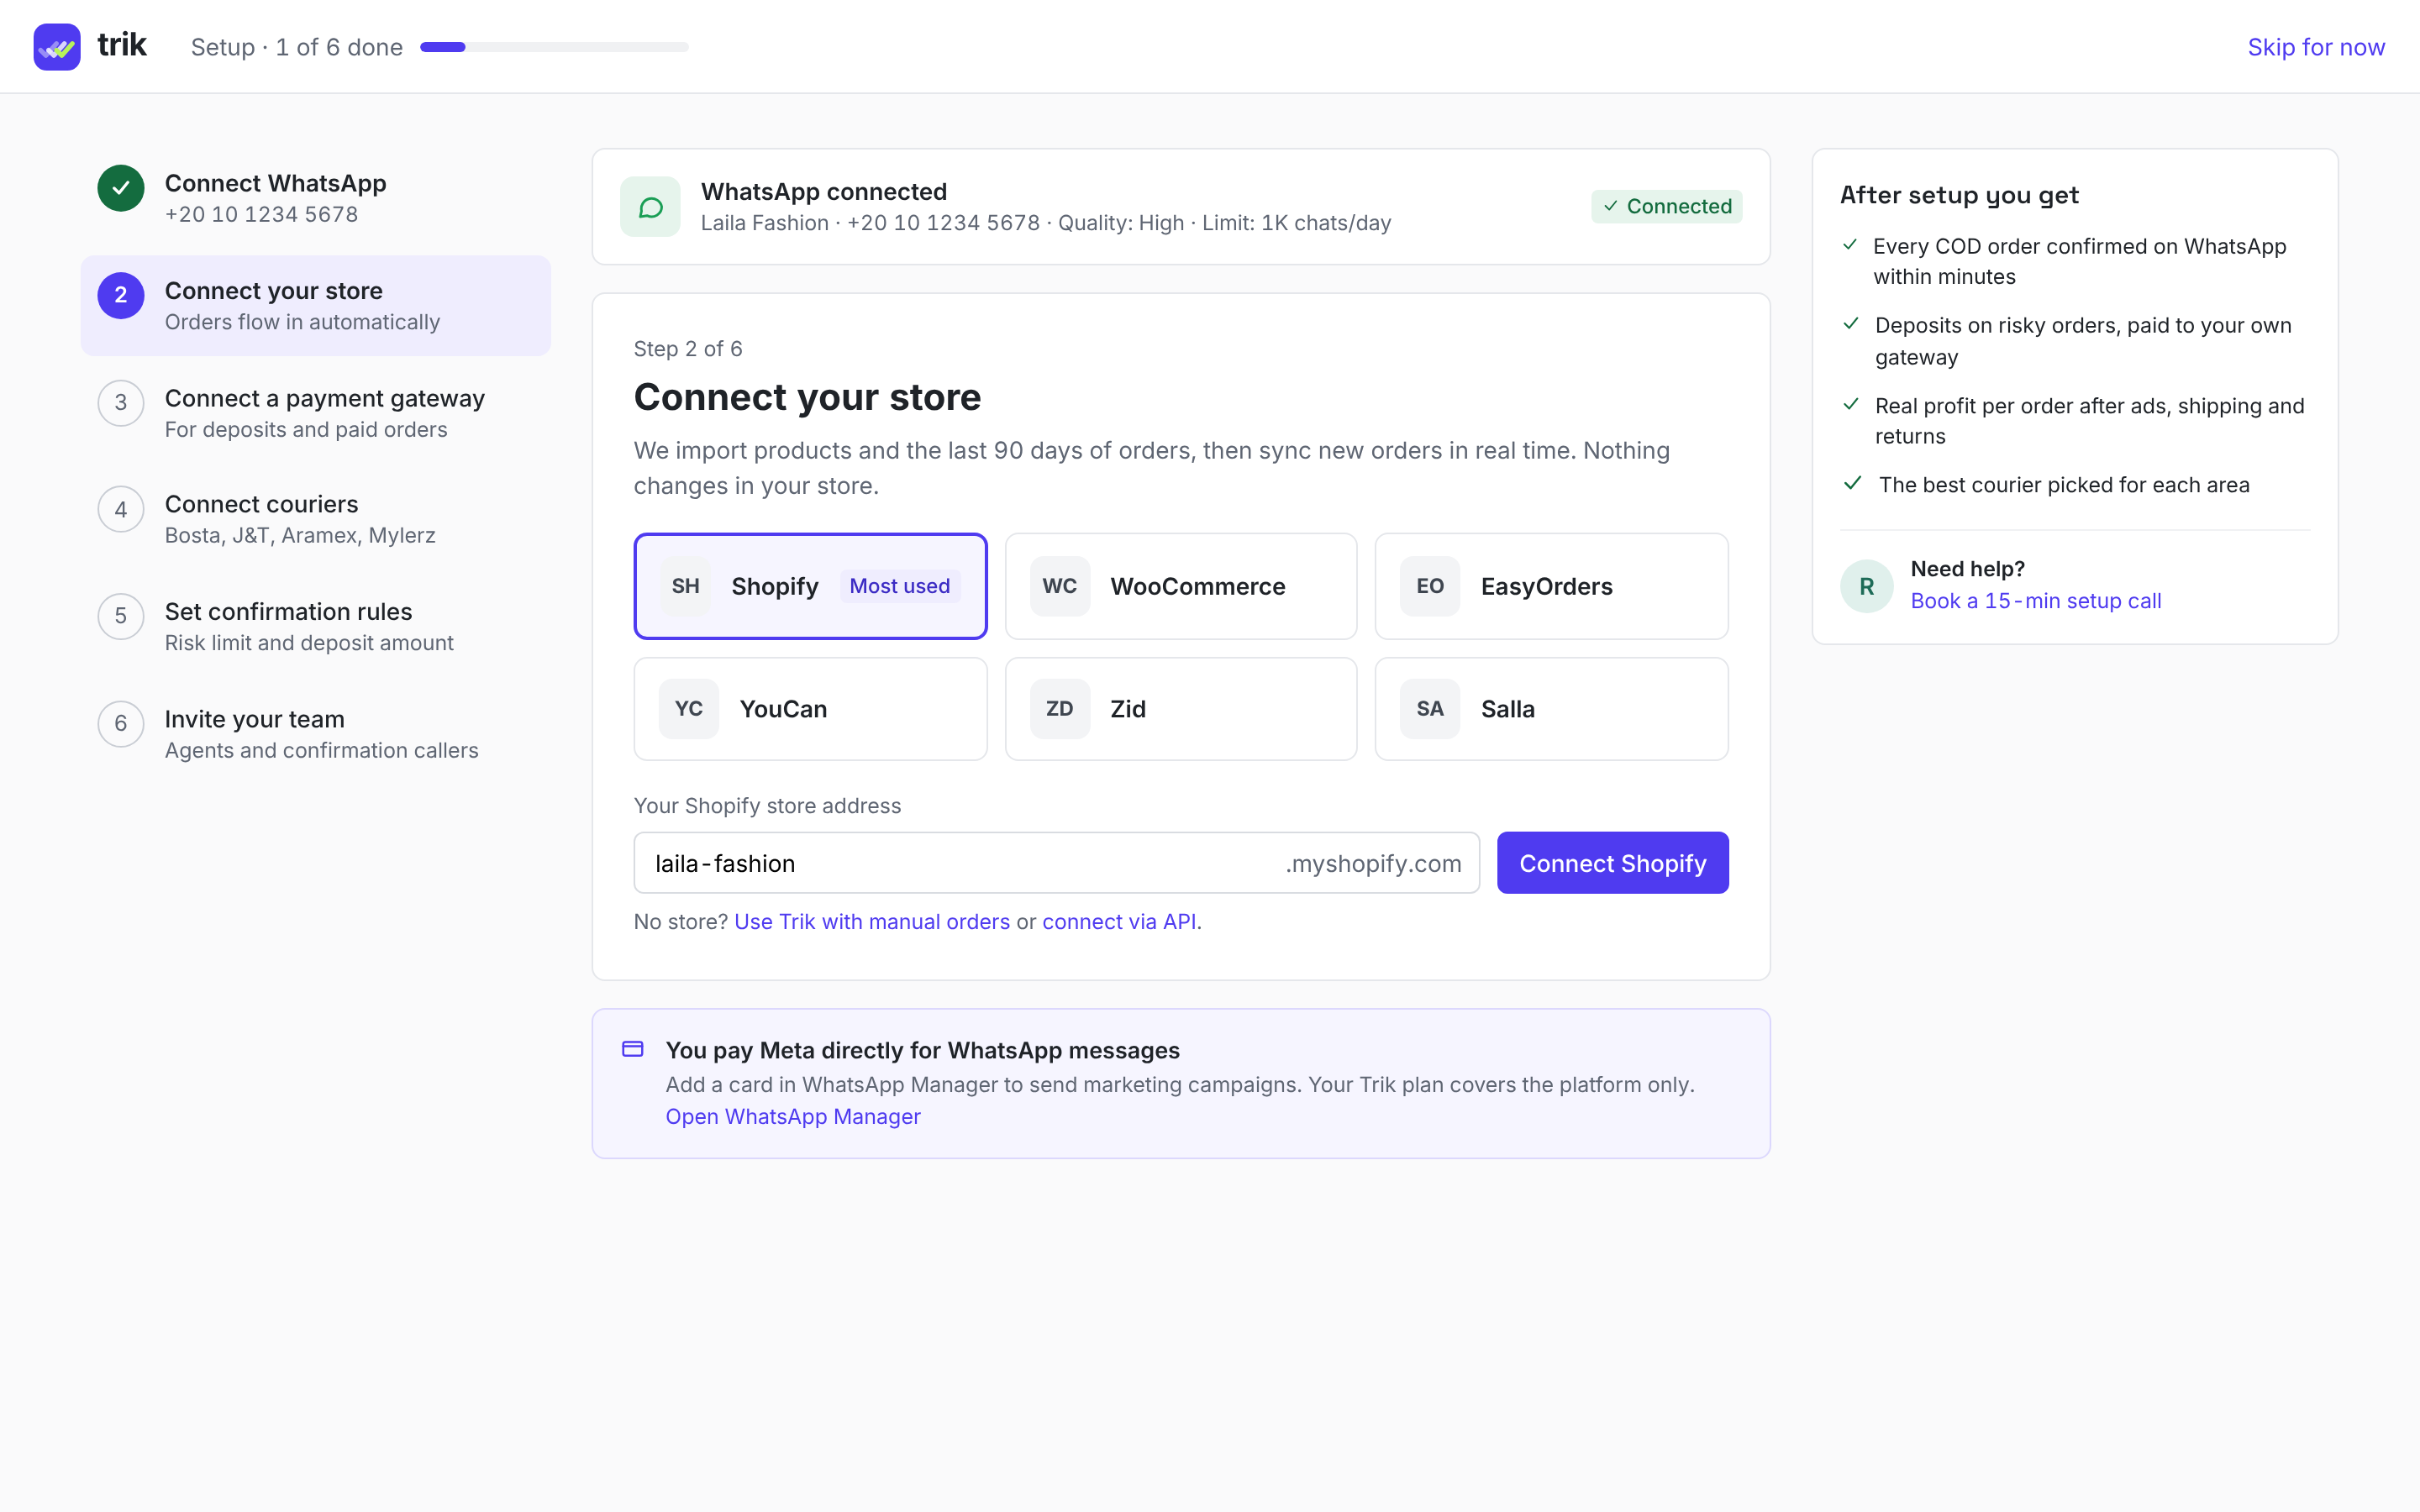 trik
Setup · 1 of 6 done
Skip for now
Connect WhatsApp
+20 10 1234 5678
2
Connect your store
Orders flow in automatically
3
Connect a payment gateway
For deposits and paid orders
4
Connect couriers
Bosta, J&T, Aramex, Mylerz
5
Set confirmation rules
Risk limit and deposit amount
6
Invite your team
Agents and confirmation callers
WhatsApp connected
Laila Fashion · +20 10 1234 5678 · Quality: High · Limit: 1K chats/day
Connected
Step 2 of 6
Connect your store
We import products and the last 90 days of orders, then sync new orders in real time. Nothing
changes in your store.
SH Shopify Most used
WC WooCommerce
EO EasyOrders
YC YouCan
ZD Zid
SA Salla
Your Shopify store address
laila-fashion .myshopify.com
Connect Shopify
No store? Use Trik with manual orders or connect via API.
You pay Meta directly for WhatsApp messages
Add a card in WhatsApp Manager to send marketing campaigns. Your Trik plan covers the platform only.
Open WhatsApp Manager
After setup you get
Every COD order confirmed on WhatsApp
within minutes
Deposits on risky orders, paid to your own
gateway
Real profit per order after ads, shipping and
returns
The best courier picked for each area
R
Need help?
Book a 15-min setup call